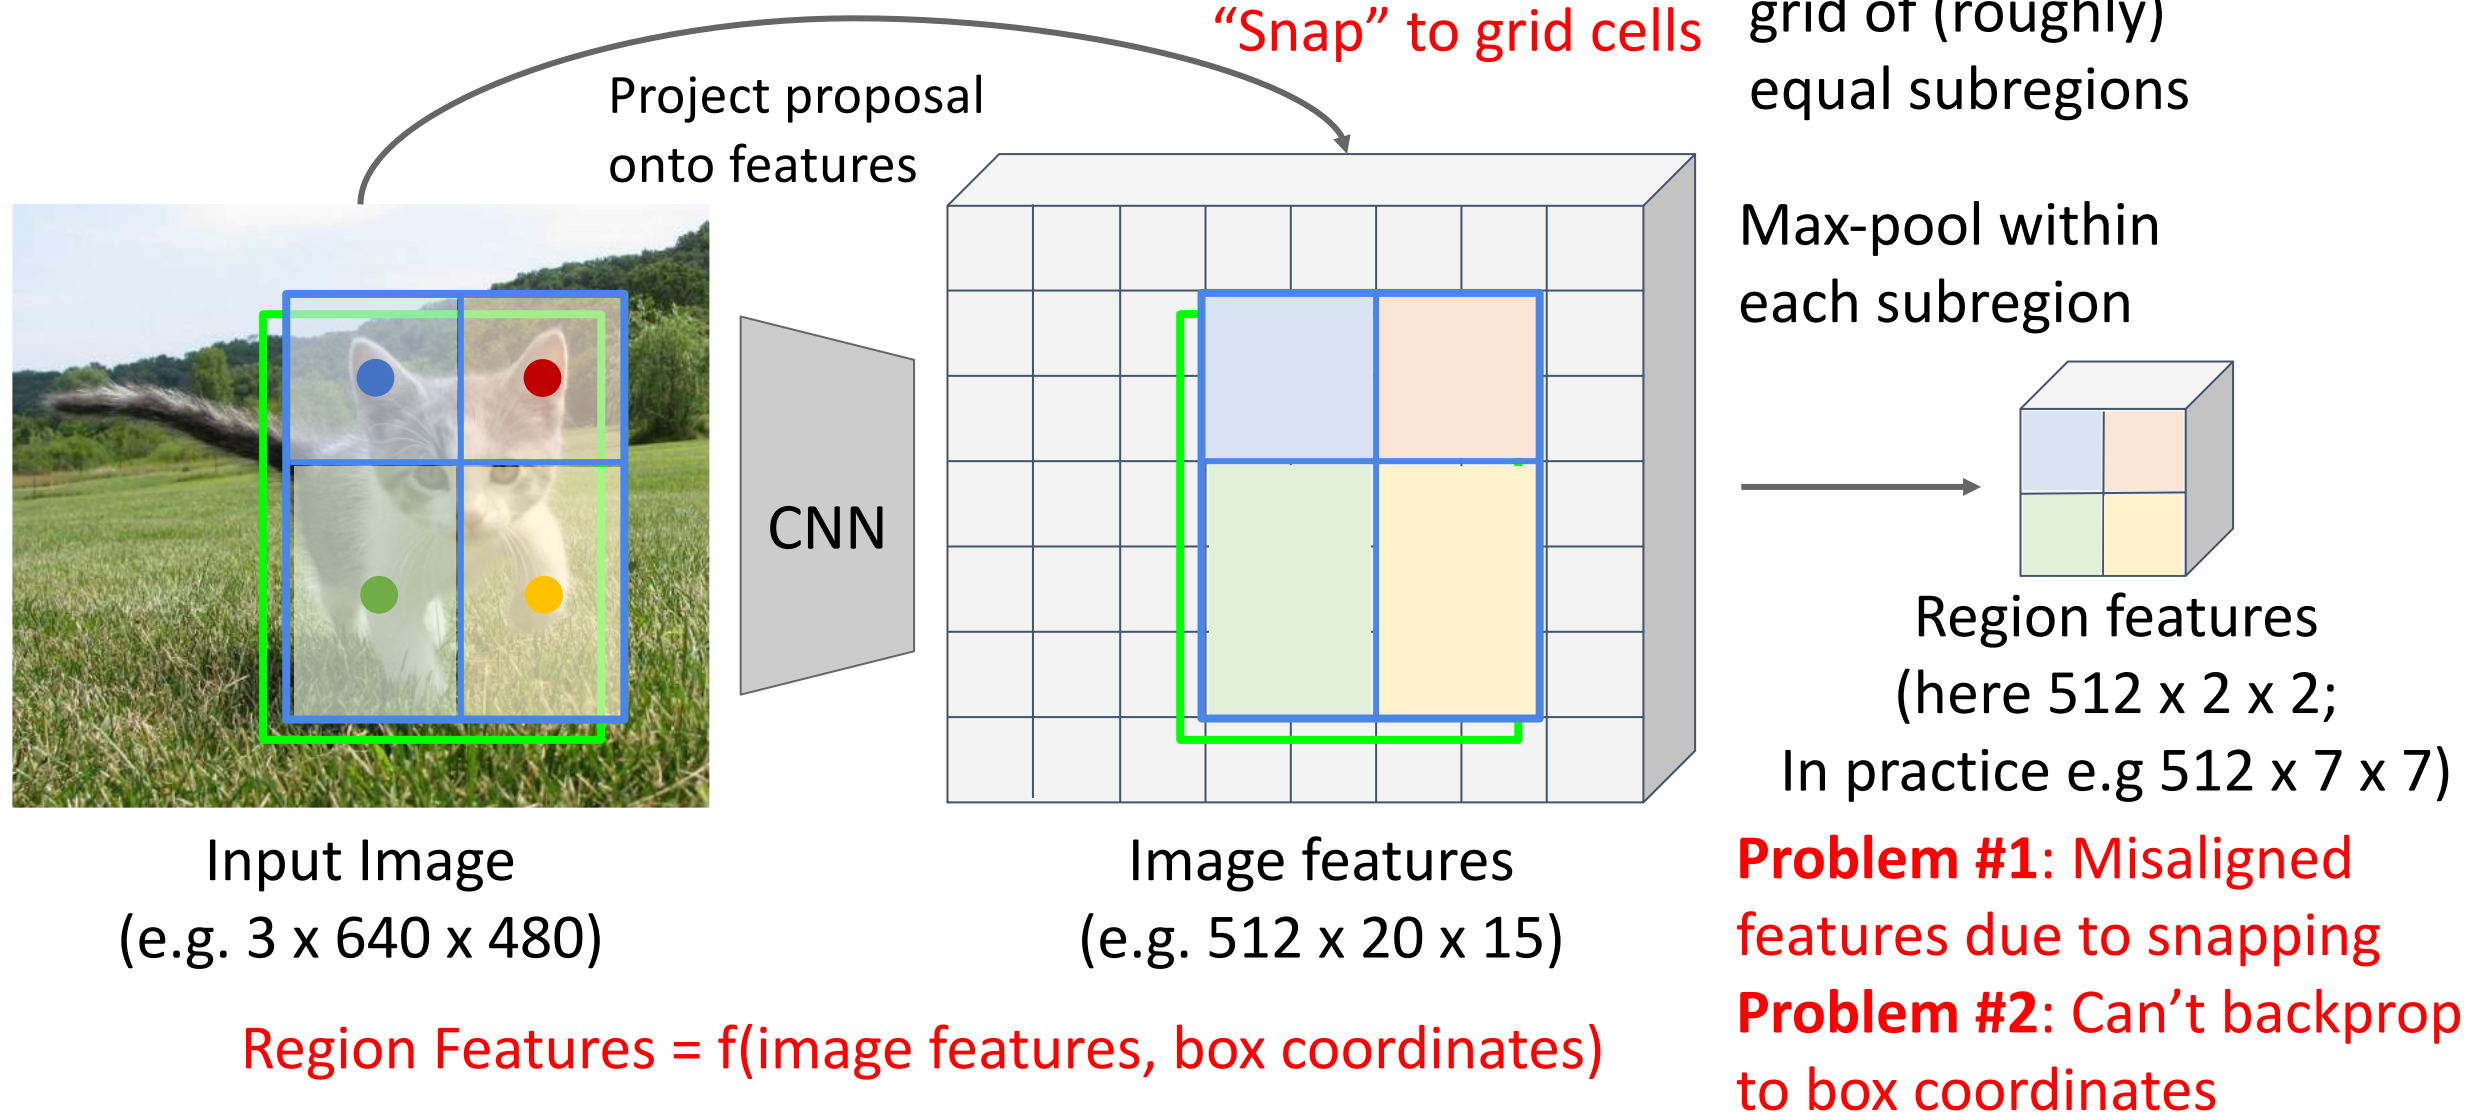 “Snap” to grid cells
grid of (roughly)
equal subregions
Project proposal
onto features
Max-pool within
each subregion
CNN
Region features
(here 512 x 2 x 2;
In practice e.g 512 x 7 x 7)
Input Image
(e.g. 3 x 640 x 480)
Image features
(e.g. 512 x 20 x 15)
Problem #1: Misaligned
features due to snapping
Problem #2: Can’t backprop
to box coordinates
Region Features = f(image features, box coordinates)